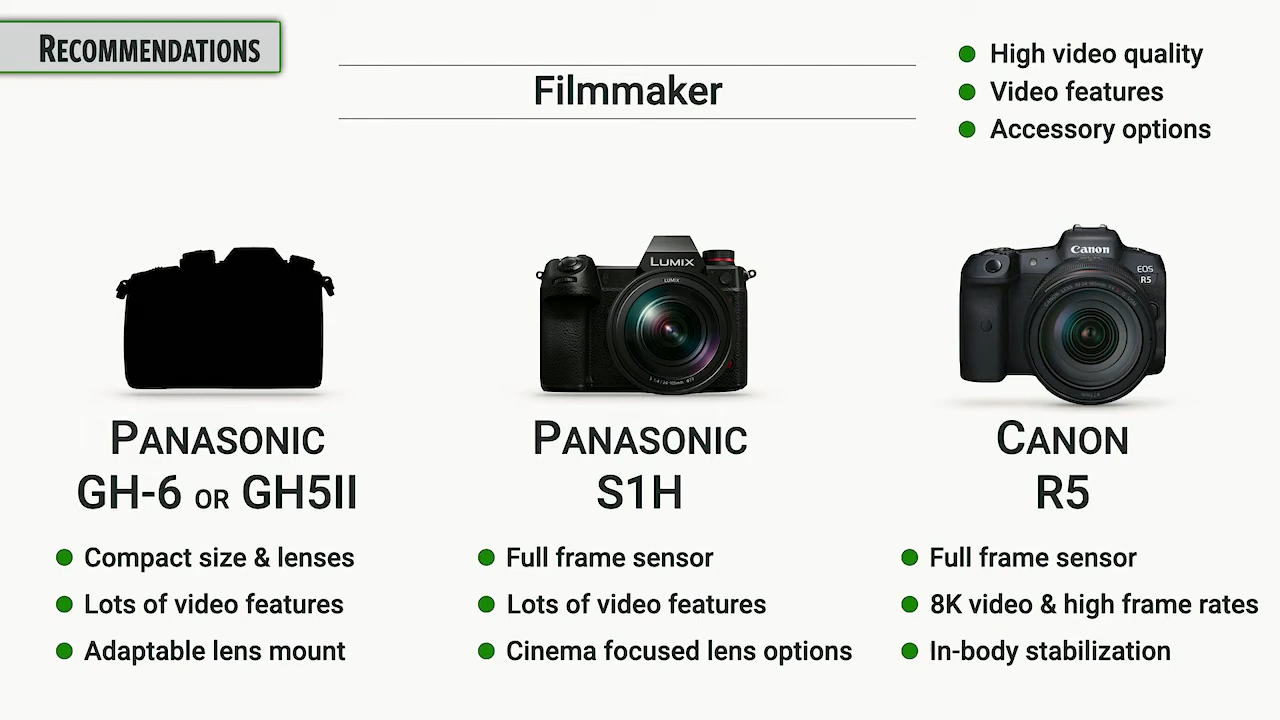 RECOMMENDATIONS
Filmmaker
High video quality
Video features
Accessory options
LUMIX
LUMIX
Canon
EOS
R5
PANASONIC
GH-6 OR GH5II
Compact size & lenses
Lots of video features
Adaptable lens mount
PANASONIC
S1H
Full frame sensor
Lots of video features
Cinema focused lens options
CANON
R5
Full frame sensor
8K video & high frame rates
In-body stabilization